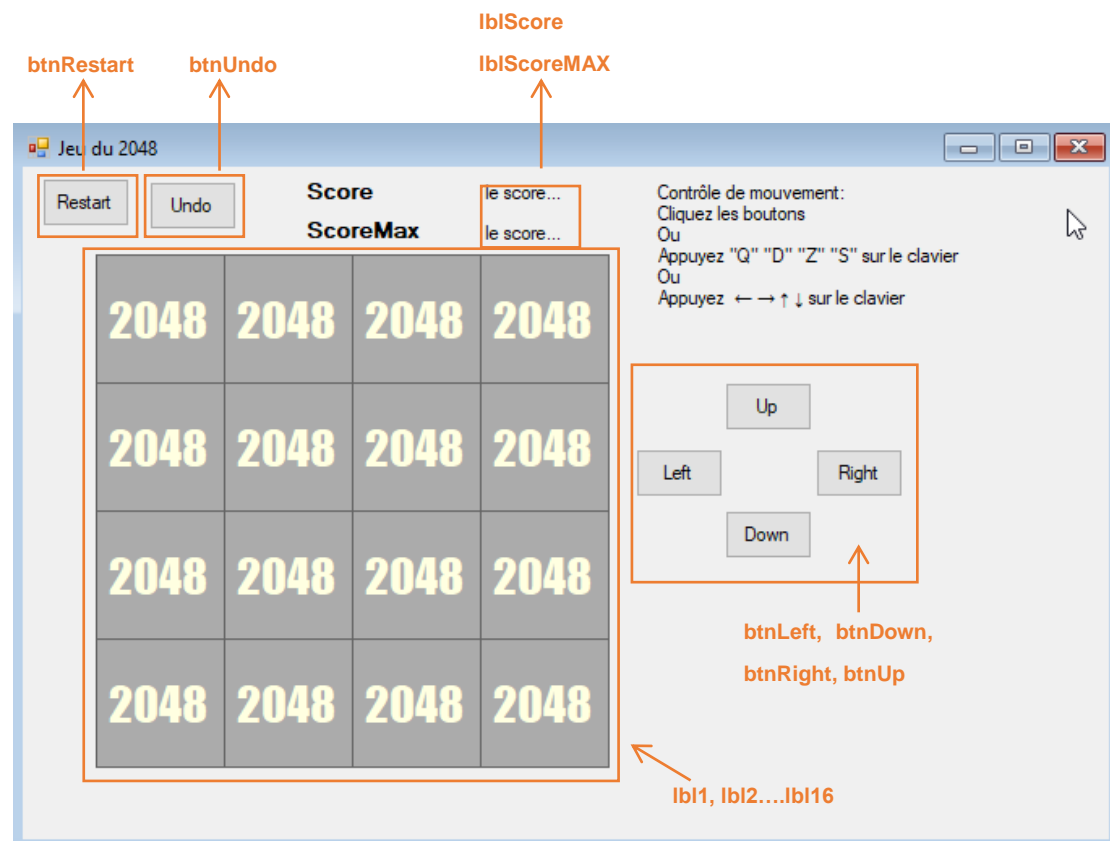 lblScore
btnRestart btnUndo lblScoreMAX
Jeu du 2048
Restart Undo Score le score...
ScoreMax le score...
Contrôle de mouvement:
Cliquez les boutons
Ou
Appuyez "Q" "D" "Z" "S" sur le clavier
Ou
Appuyez ←→↑↓ sur le clavier
2048 2048 2048 2048
2048 2048 2048 2048
2048 2048 2048 2048
2048 2048 2048 2048
Up
Left Right
Down
btnLeft, btnDown,
btnRight, btnUp
lbl1, lbl2....lbl16